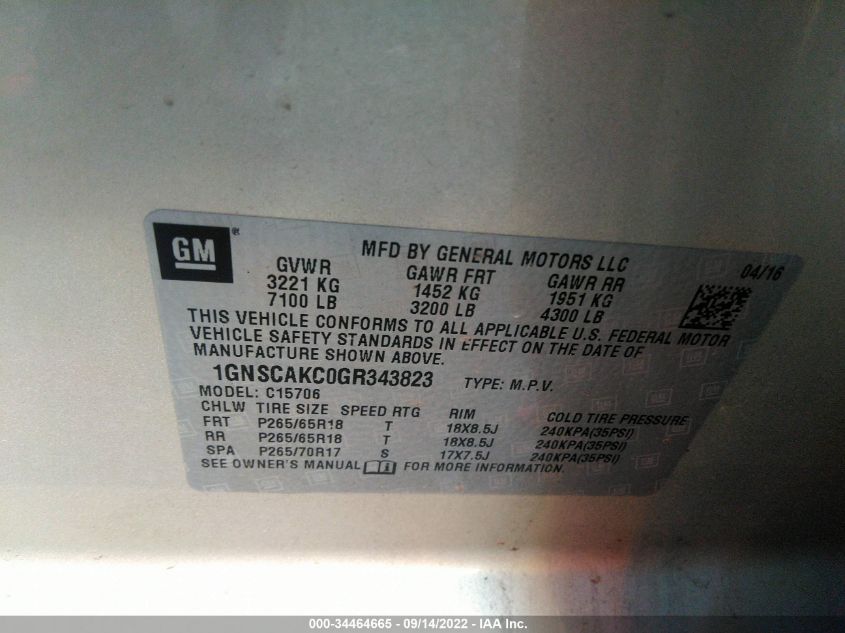 GM®
MFD BY GENERAL MOTORS LLC
04/16
GVWR GAWR FRT GAWR RR
3221 KG 1452 KG 1951 KG
7100 LB 3200 LB 4300 LB
THIS VEHICLE CONFORMS TO ALL APPLICABLE U.S. FEDERAL MOTOR
VEHICLE SAFETY STANDARDS IN EFFECT ON THE DATE OF
MANUFACTURE SHOWN ABOVE.
1GNSCAKC0GR343823 TYPE: M.P.V.
MODEL: C15706
CHLW TIRE SIZE SPEED RTG RIM COLD TIRE PRESSURE
FRT P265/65R18 T 18X8.5J 240KPA(35PSI)
RR P265/65R18 T 18X8.5J 240KPA(35PSI)
SPA P265/70R17 S 17X7.5J 240KPA(35PSI)
SEE OWNER'S MANUAL FOR MORE INFORMATION.
000-34464665 - 09/14/2022 - IAA Inc.